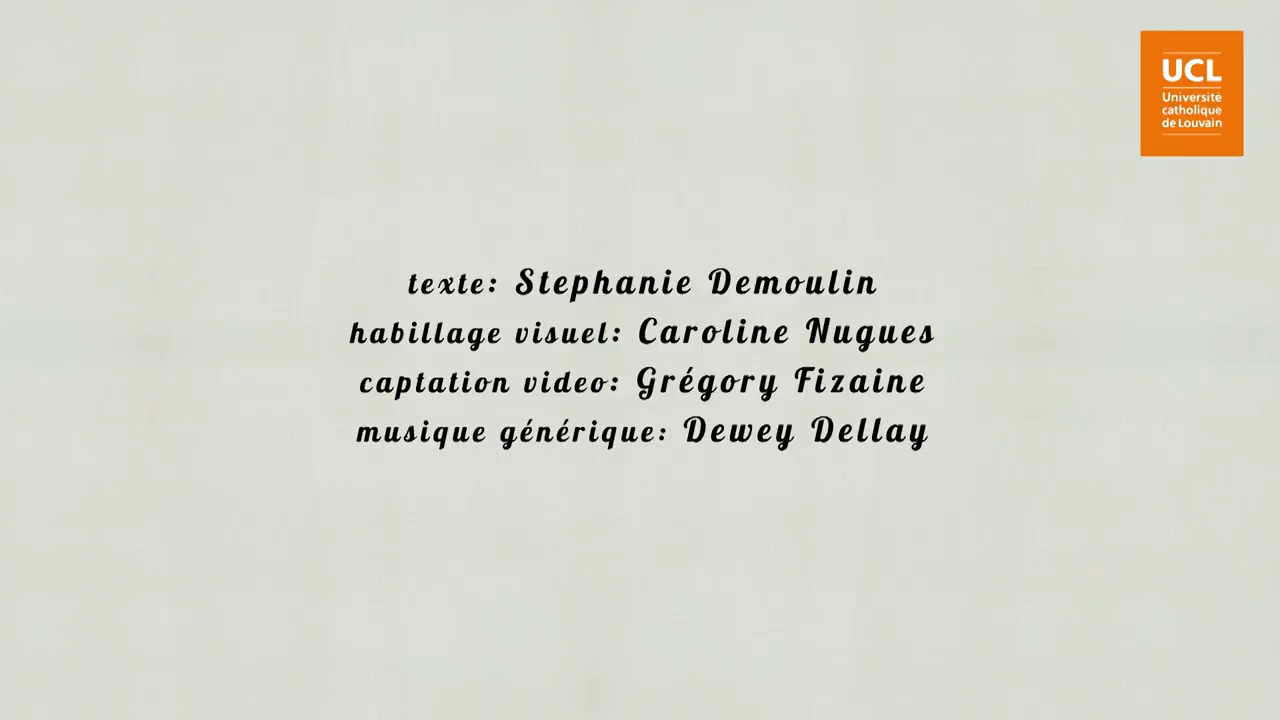 UCL
Université
catholique
de Louvain
texte: Stephanie Demoulin
habillage visuel: Caroline Nugues
captation video: Grégory Fizaine
musique générique: Dewey Dellay